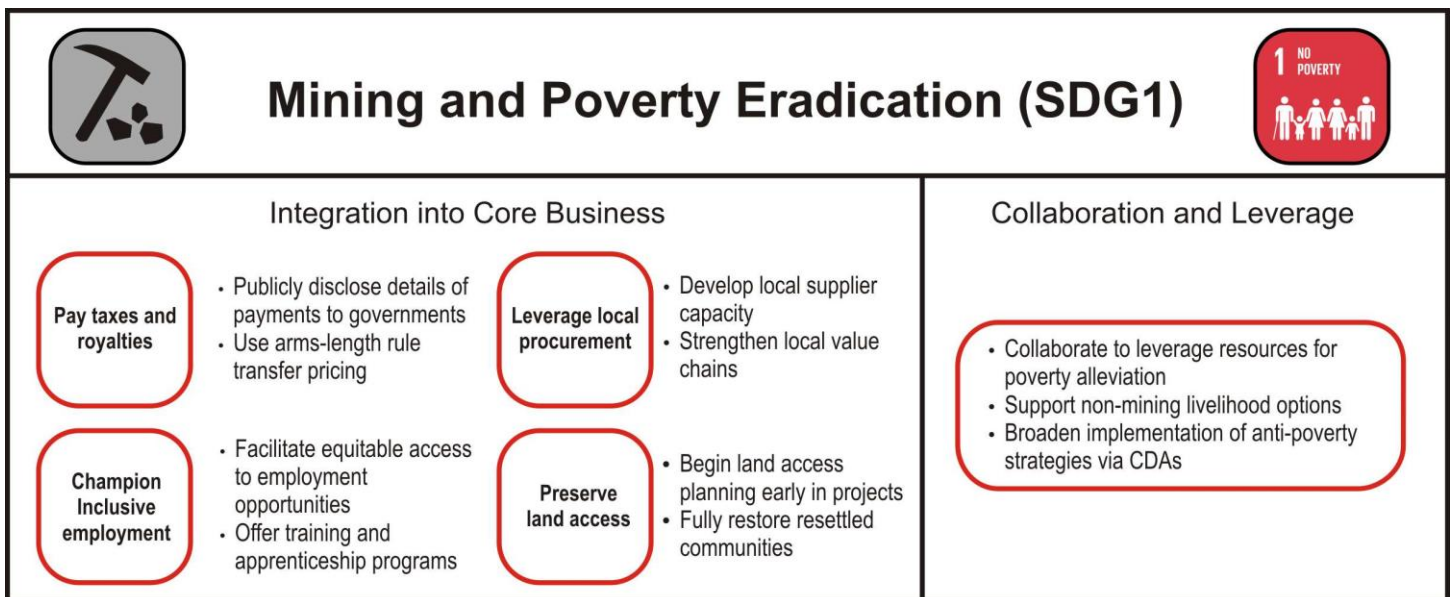 Mining and Poverty Eradication (SDG1)
1 NO
POVERTY
Integration into Core Business
Pay taxes and
royalties
• Publicly disclose details of
payments to governments
• Use arms-length rule
transfer pricing
Leverage local
procurement
• Develop local supplier
capacity
• Strengthen local value
chains
Champion
Inclusive
employment
• Facilitate equitable access
to employment
opportunities
• Offer training and
apprenticeship programs
Preserve
land access
• Begin land access
planning early in projects
• Fully restore resettled
communities
Collaboration and Leverage
• Collaborate to leverage resources for
poverty alleviation
• Support non-mining livelihood options
• Broaden implementation of anti-poverty
strategies via CDAs